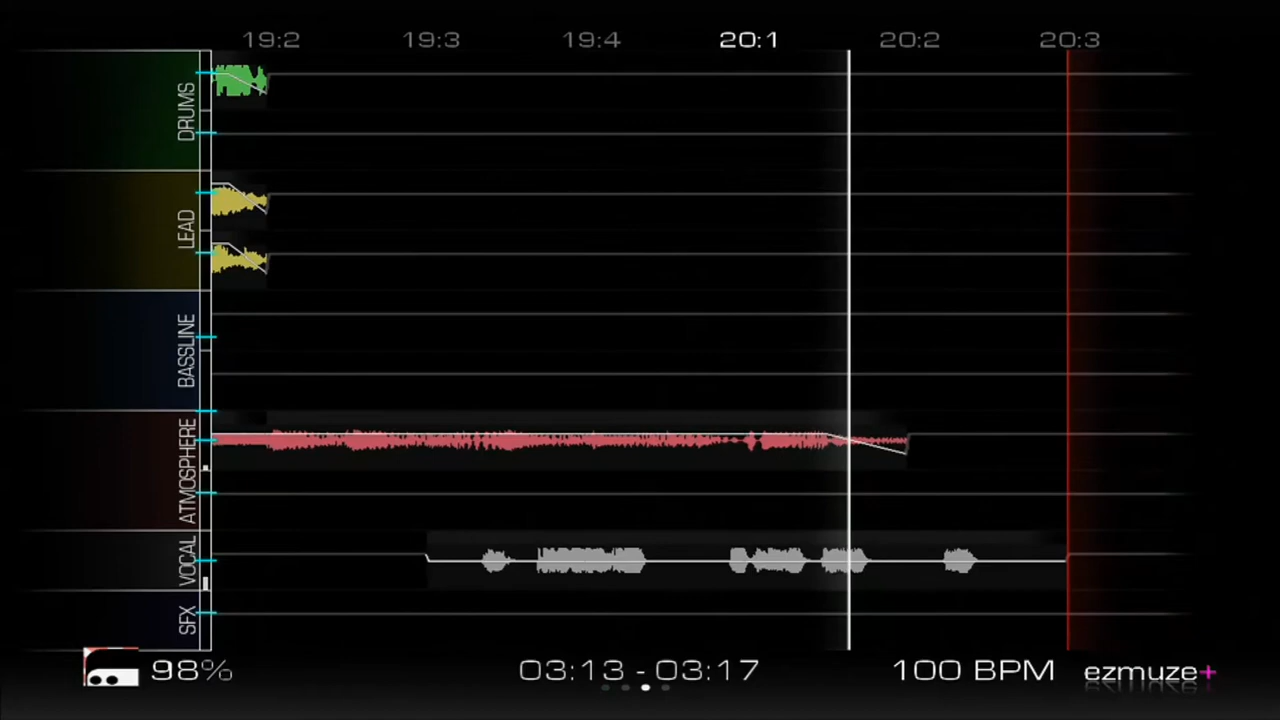 19:2 19:3 19:4 20:1 20:2 20:3
DRUMS
LEAD
BASSLINE
ATMOSPHERE
VOCAL
SFX
98% 03:13 - 03:17 100 BPM ezmuze+